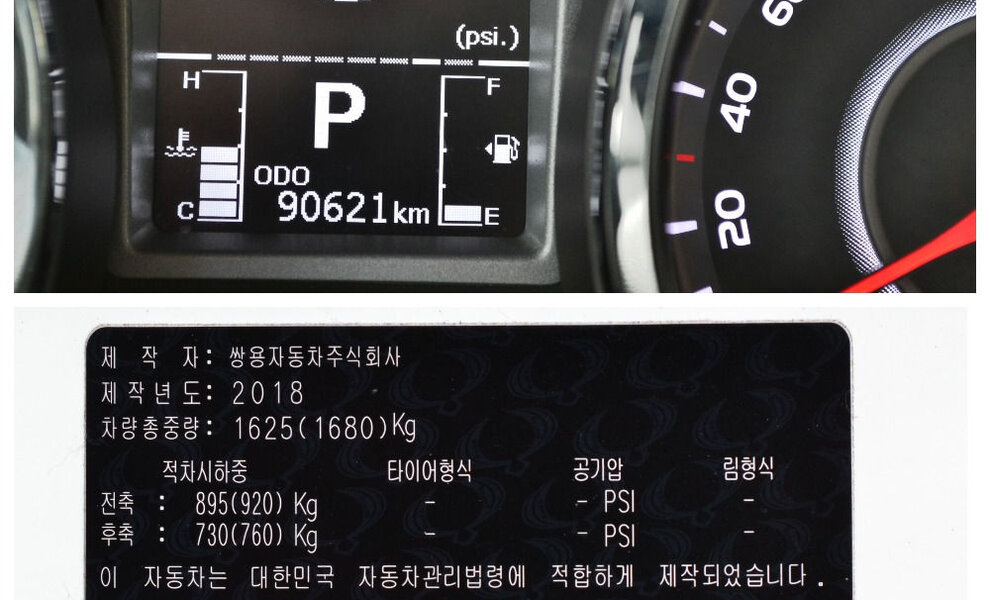 (psi.)
H
F
P
C
E
ODO
90621km
60
40
20
제 작 자: 쌍용자동차주식회사
제작년도: 2018
차량총중량: 1625(1680)Kg
적차시하중 타이어형식 공기압 림형식
전축 : 895(920) Kg - - PSI -
후축 : 730(760) Kg - - PSI -
이 자동차는 대한민국 자동차관리법령에 적합하게 제작되었습니다.